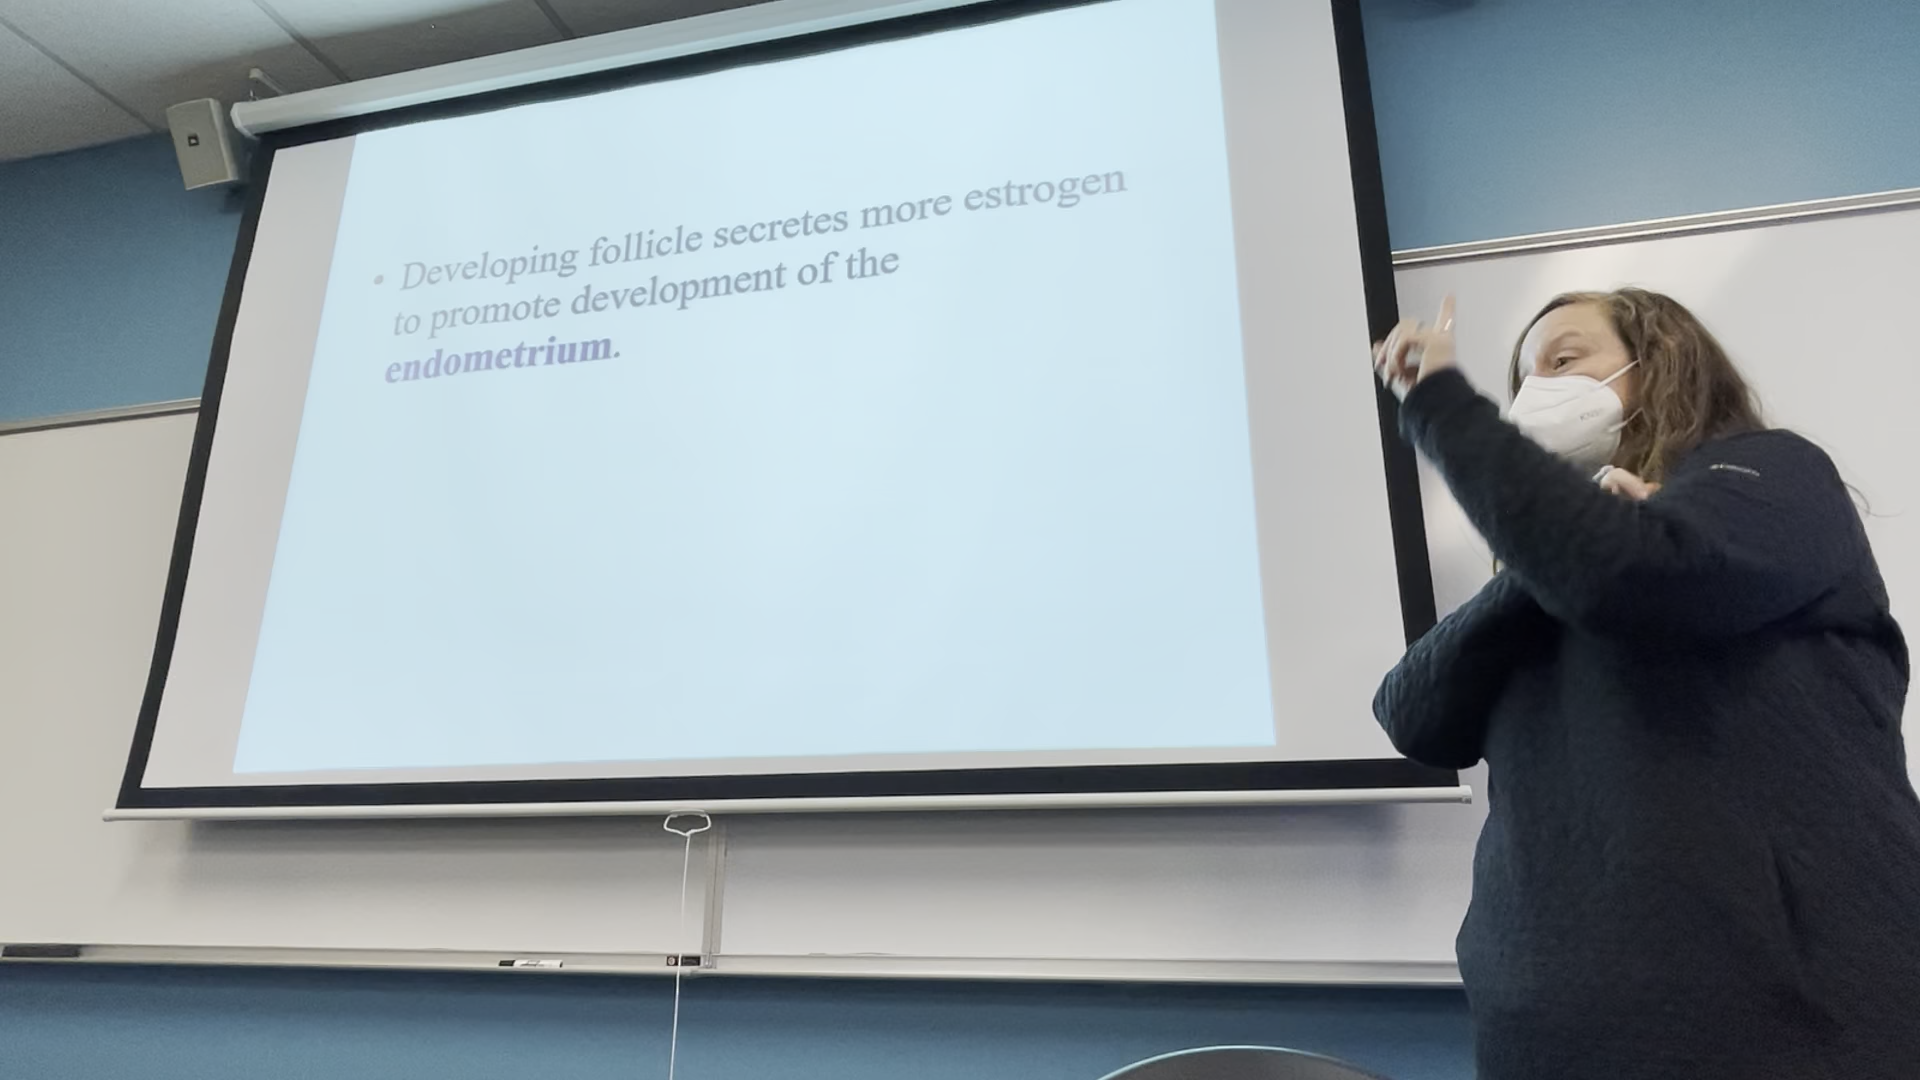 • Developing follicle secretes more estrogen
to promote development of the
endometrium.